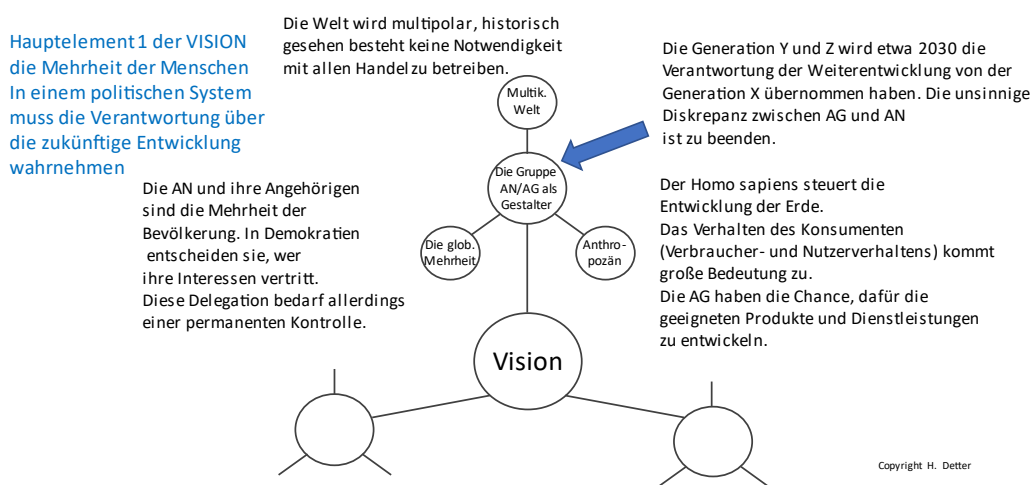 Hauptelement 1 der VISION
die Mehrheit der Menschen
In einem politischen System
muss die Verantwortung über
die zukünftige Entwicklung
wahrnehmen
Die Welt wird multipolar, historisch
gesehen besteht keine Notwendigkeit
mit allen Handel zu betreiben.
Die Generation Y und Z wird etwa 2030 die
Verantwortung der Weiterentwicklung von der
Generation X übernommen haben. Die unsinnige
Diskrepanz zwischen AG und AN
ist zu beenden.
Multik.
Welt
Die Gruppe
AN/AG als
Gestalter
Die AN und ihre Angehörigen
sind die Mehrheit der
Bevölkerung. In Demokratien
entscheiden sie, wer
ihre Interessen vertritt.
Diese Delegation bedarf allerdings
einer permanenten Kontrolle.
Die glob.
Mehrheit
Anthro-
pozän
Der Homo sapiens steuert die
Entwicklung der Erde.
Das Verhalten des Konsumenten
(Verbraucher- und Nutzerverhaltens) kommt
große Bedeutung zu.
Die AG haben die Chance, dafür die
geeigneten Produkte und Dienstleistungen
zu entwickeln.
Vision
Copyright H. Detter